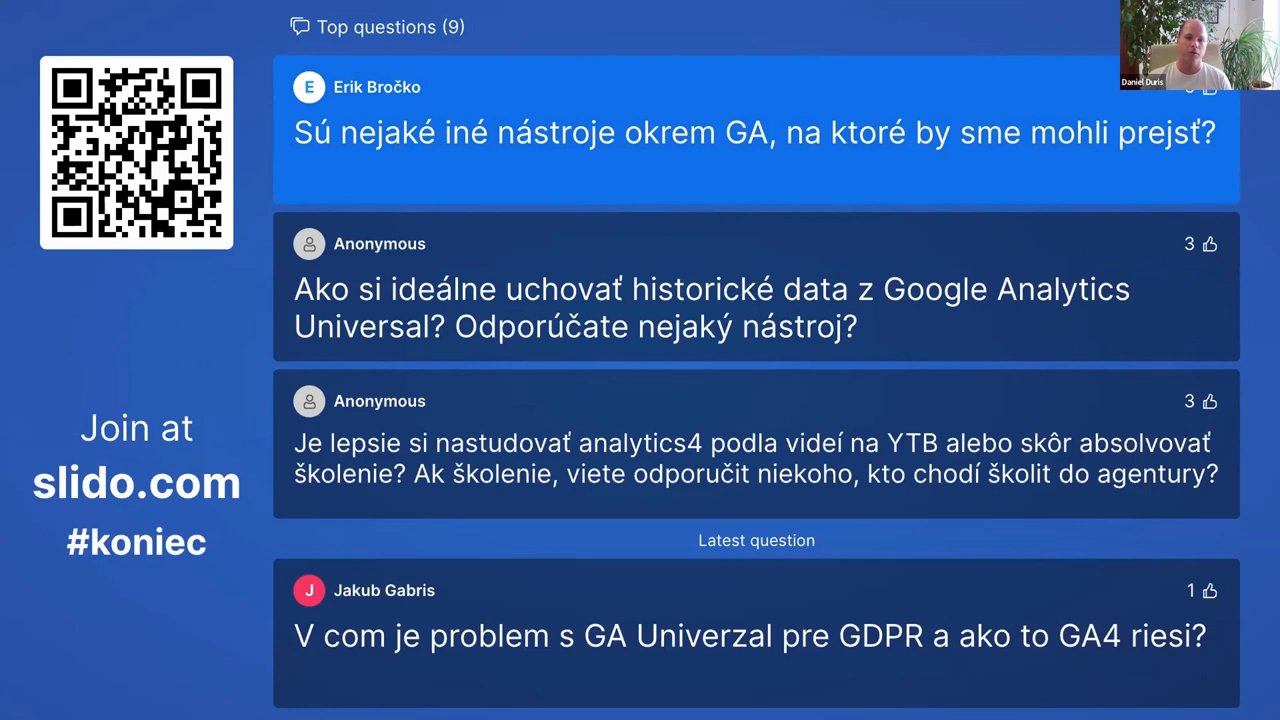 Top questions (9)
Daniel Duris
E
Erik Bročko
Sú nejaké iné nástroje okrem GA, na ktoré by sme mohli prejsť?
Anonymous
3
Ako si ideálne uchovať historické data z Google Analytics
Universal? Odporúčate nejaký nástroj?
Anonymous
3
Je lepsie si nastudovať analytics4 podla videí na YTB alebo skôr absolvovať
školenie? Ak školenie, viete odporučit niekoho, kto chodí školit do agentury?
Join at
slido.com
#koniec
Latest question
J
Jakub Gabris
1
V com je problem s GA Univerzal pre GDPR a ako to GA4 riesi?